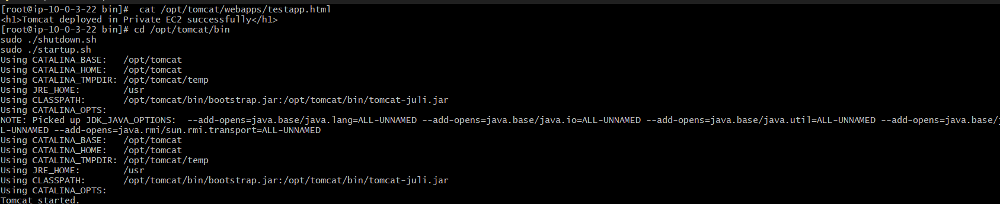 [root@ip-10-0-3-22 bin]#  cat /opt/tomcat/webapps/testapp.html
<h1>Tomcat deployed in Private EC2 successfully</h1>
[root@ip-10-0-3-22 bin]# cd /opt/tomcat/bin
sudo ./shutdown.sh
sudo ./startup.sh
Using CATALINA_BASE:   /opt/tomcat
Using CATALINA_HOME:   /opt/tomcat
Using CATALINA_TMPDIR: /opt/tomcat/temp
Using JRE_HOME:        /usr
Using CLASSPATH:       /opt/tomcat/bin/bootstrap.jar:/opt/tomcat/bin/tomcat-juli.jar
Using CATALINA_OPTS:
NOTE: Picked up JDK_JAVA_OPTIONS:  --add-opens=java.base/java.lang=ALL-UNNAMED --add-opens=java.base/java.io=ALL-UNNAMED --add-opens=java.base/java.util=ALL-UNNAMED --add-opens=java.base/j
L-UNNAMED --add-opens=java.rmi/sun.rmi.transport=ALL-UNNAMED
Using CATALINA_BASE:   /opt/tomcat
Using CATALINA_HOME:   /opt/tomcat
Using CATALINA_TMPDIR: /opt/tomcat/temp
Using JRE_HOME:        /usr
Using CLASSPATH:       /opt/tomcat/bin/bootstrap.jar:/opt/tomcat/bin/tomcat-juli.jar
Using CATALINA_OPTS:
Tomcat started.